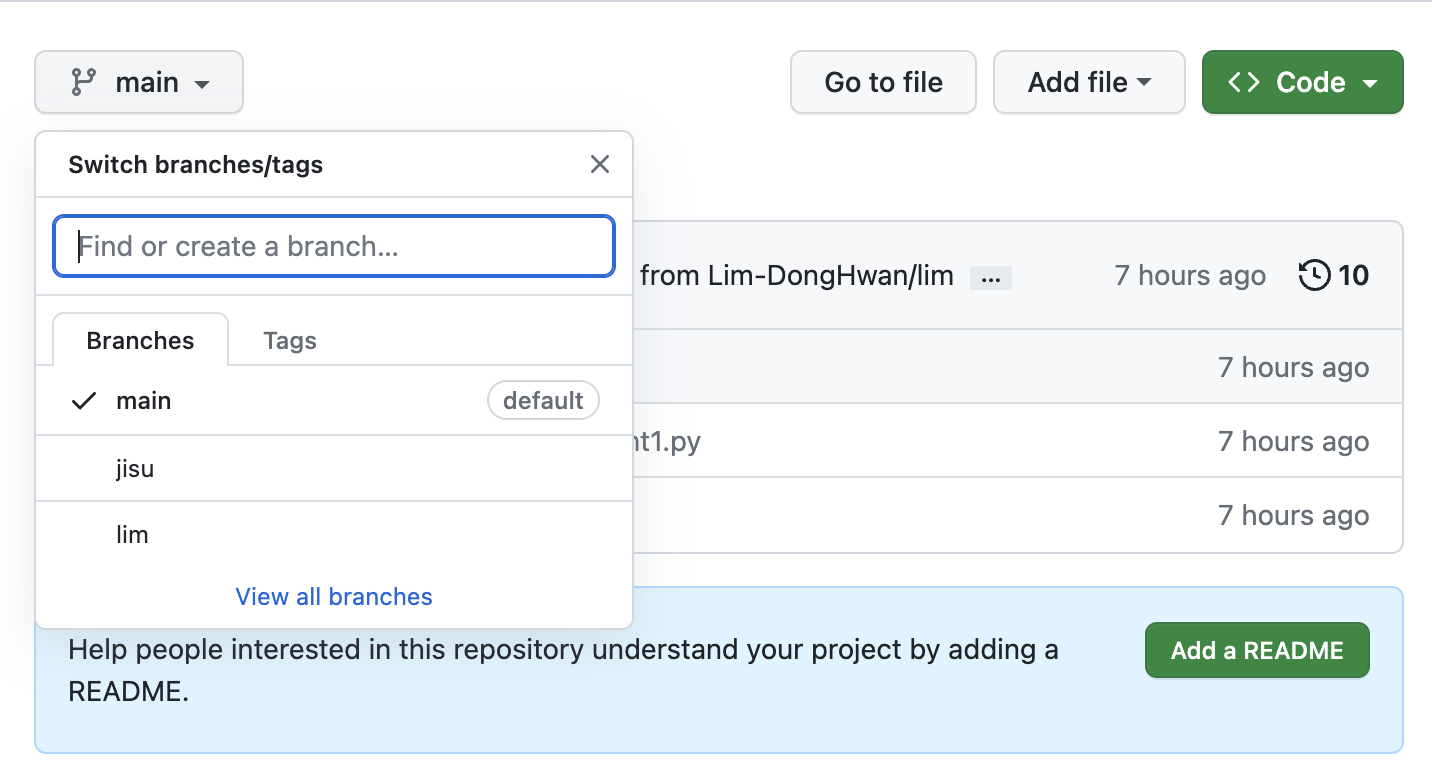 main
Go to file
Add file
<> Code
Switch branches/tags
Find or create a branch...
from Lim-DongHwan/lim ...
7 hours ago
10
Branches
Tags
7 hours ago
main
default
nt1.py
7 hours ago
jisu
7 hours ago
lim
View all branches
Help people interested in this repository understand your project by adding a
README.
Add a README